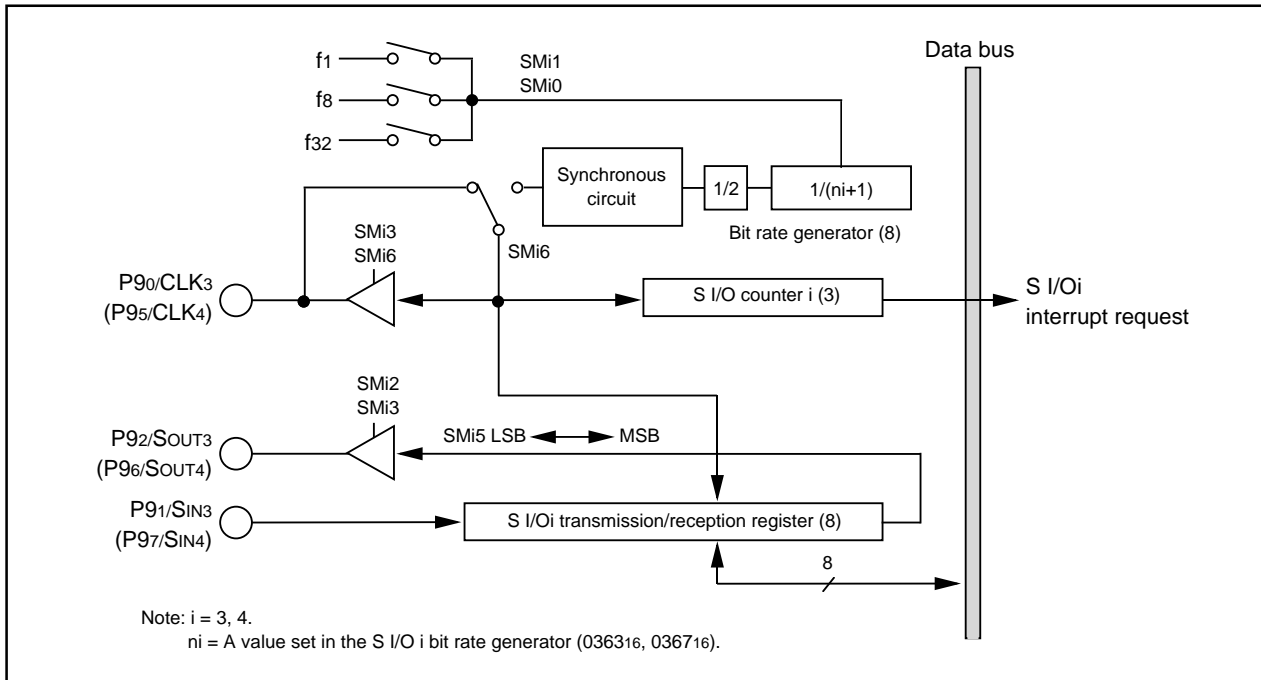 Data bus
f1
SMi1
SMi0
f8
f32
Synchronous
circuit
1/2
1/(ni+1)
Bit rate generator (8)
SMi3
SMi6
SMi6
P90/CLK3
(P95/CLK4)
S I/O counter i (3)
S I/Oi
interrupt request
SMi2
SMi3
SMi5 LSB
MSB
P92/SOUT3
(P96/SOUT4)
P91/SIN3
(P97/SIN4)
S I/Oi transmission/reception register (8)
8
Note: i = 3, 4.
ni = A value set in the S I/O i bit rate generator (036316, 036716).